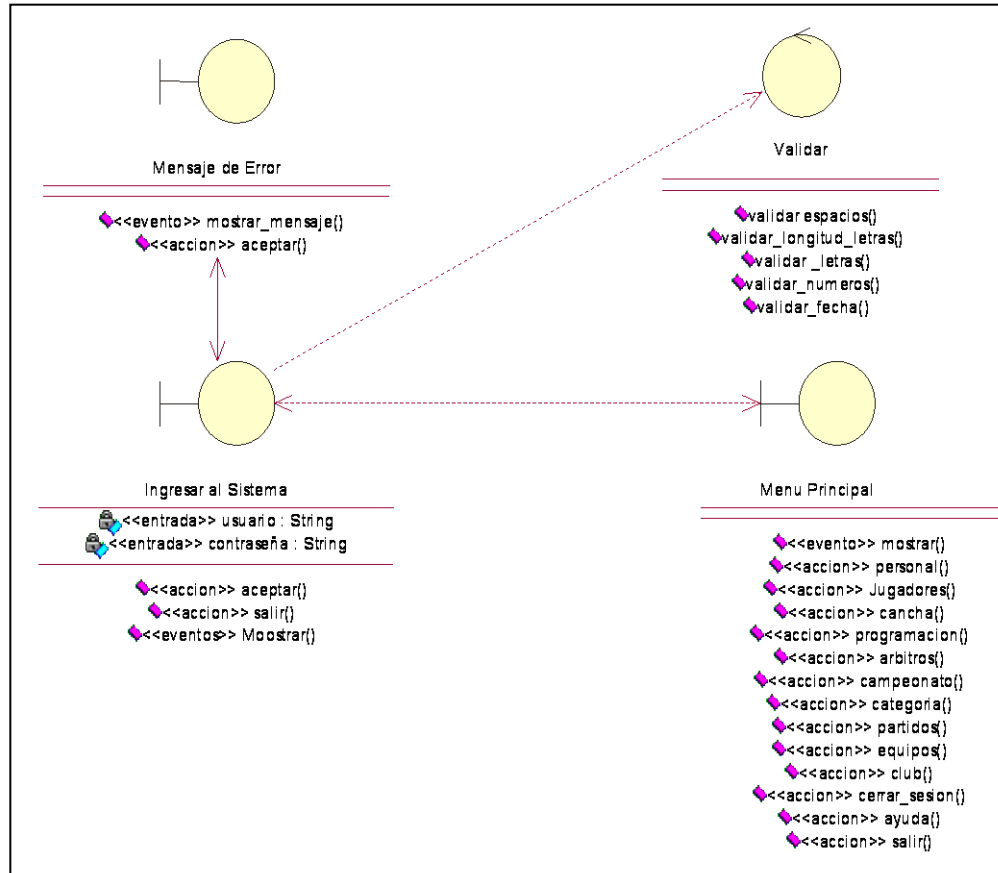 Mensaje de Error
<<evento>> mostrar_mensaje()
<<accion>> aceptar()
Validar
validar espacios()
validar_longitud_letras()
validar _letras()
validar_numeros()
validar_fecha()
Ingresar al Sistema
<<entrada>> usuario : String
<<entrada>> contraseña : String
<<accion>> aceptar()
<<accion>> salir()
<<eventos>> Moostrar()
Menu Principal
<<evento>> mostrar()
<<accion>> personal()
<<accion>> Jugadores()
<<accion>> cancha()
<<accion>> programacion()
<<accion>> arbitros()
<<accion>> campeonato()
<<accion>> categoria()
<<accion>> partidos()
<<accion>> equipos()
<<accion>> club()
<<accion>> cerrar_sesion()
<<accion>> ayuda()
<<accion>> salir()